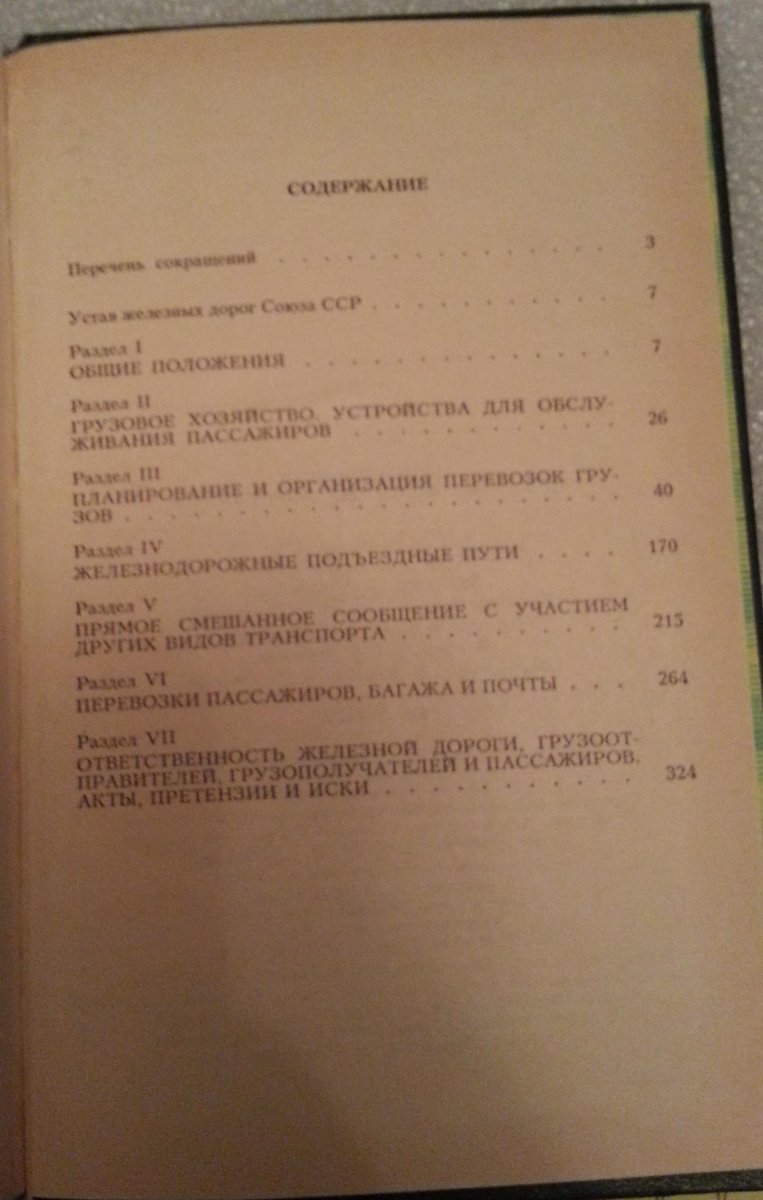 СОДЕРЖАНИЕ
Перечень сокращений . . . . . . . . . . . . . . . 3
Устав железных дорог Союза ССР . . . . . . . . . . . 7
Раздел I
ОБЩИЕ ПОЛОЖЕНИЯ . . . . . . . . . . . . . . 7
Раздел II
ГРУЗОВОЕ ХОЗЯЙСТВО. УСТРОЙСТВА ДЛЯ ОБСЛУ-
ЖИВАНИЯ ПАССАЖИРОВ . . . . . . . . . . . 26
Раздел III
ПЛАНИРОВАНИЕ И ОРГАНИЗАЦИЯ ПЕРЕВОЗОК ГРУ-
ЗОВ . . . . . . . . . . . . . . . . . . . . . . 40
Раздел IV
ЖЕЛЕЗНОДОРОЖНЫЕ ПОДЪЕЗДНЫЕ ПУТИ . . . . 170
Раздел V
ПРЯМОЕ СМЕШАННОЕ СООБЩЕНИЕ С УЧАСТИЕМ
ДРУГИХ ВИДОВ ТРАНСПОРТА . . . . . . . . . 215
Раздел VI
ПЕРЕВОЗКИ ПАССАЖИРОВ, БАГАЖА И ПОЧТЫ . . . 264
Раздел VII
ОТВЕТСТВЕННОСТЬ ЖЕЛЕЗНОЙ ДОРОГИ, ГРУЗООТ-
ПРАВИТЕЛЕЙ, ГРУЗОПОЛУЧАТЕЛЕЙ И ПАССАЖИРОВ.
АКТЫ, ПРЕТЕНЗИИ И ИСКИ . . . . . . . . . . . 324